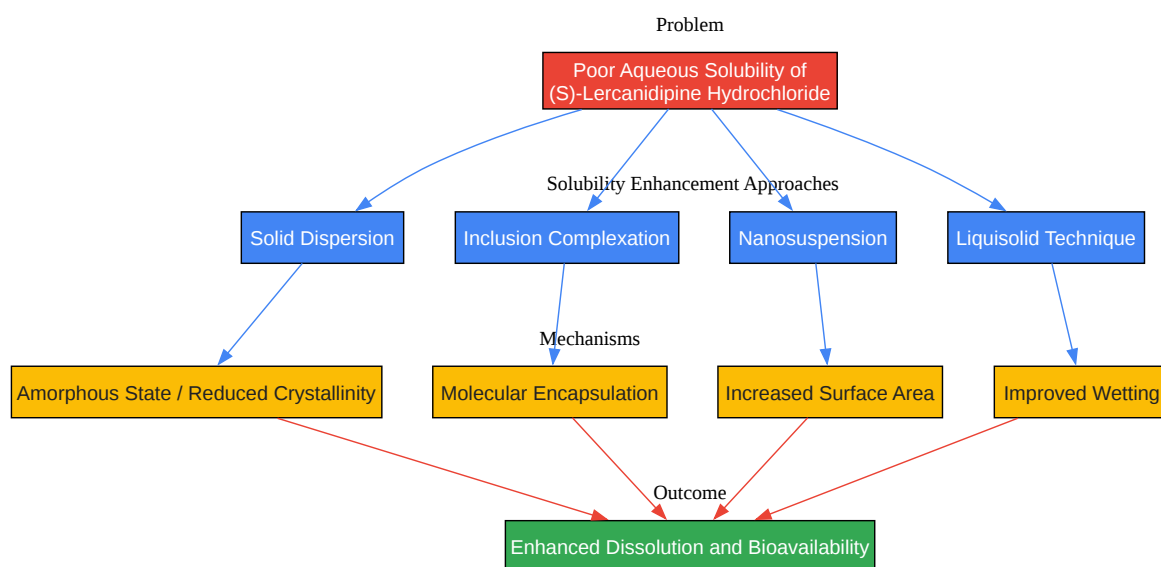 Problem
Poor Aqueous Solubility of
(S)-Lercanidipine Hydrochloride
Solubility Enhancement Approaches
Solid Dispersion
Inclusion Complexation
Nanosuspension
Liquisolid Technique
Mechanisms
Amorphous State / Reduced Crystallinity
Molecular Encapsulation
Increased Surface Area
Improved Wetting
Outcome
Enhanced Dissolution and Bioavailability